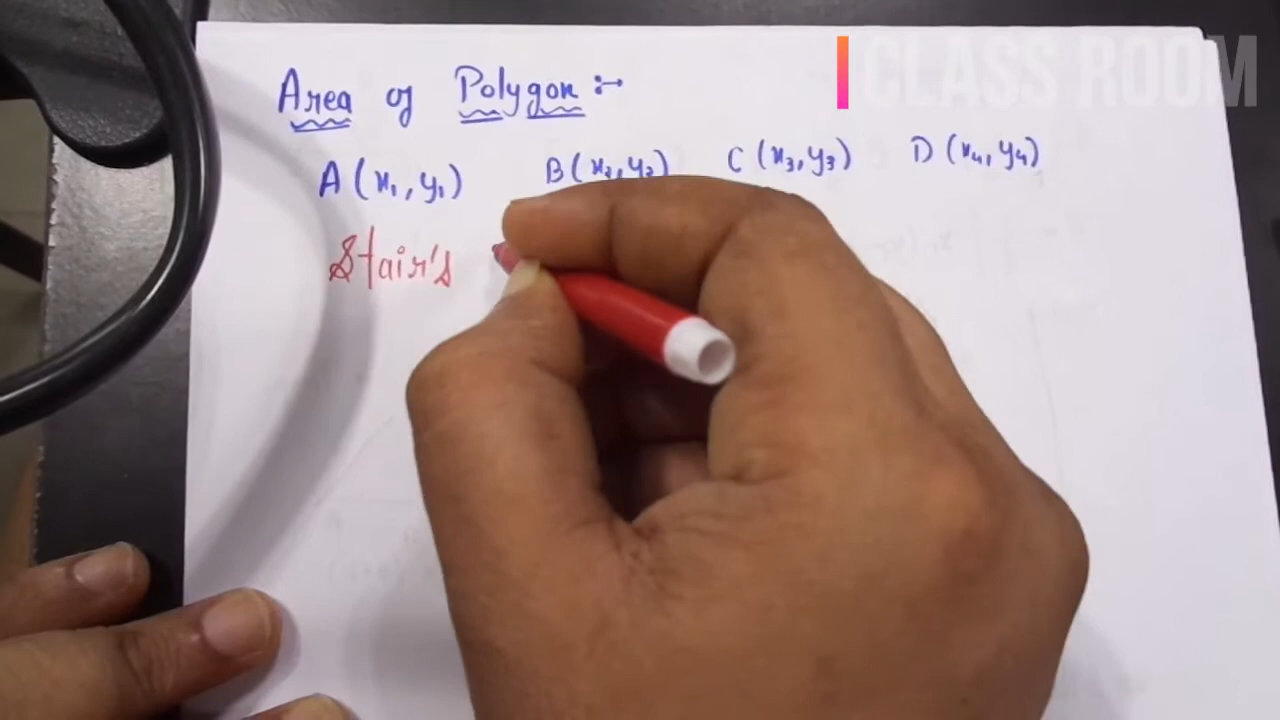 CLASS ROOM
Area of Polygon :→
A (x₁, y₁) B (x₂, y₂) C (x₃, y₃) D (x₄, y₄)
Stair's